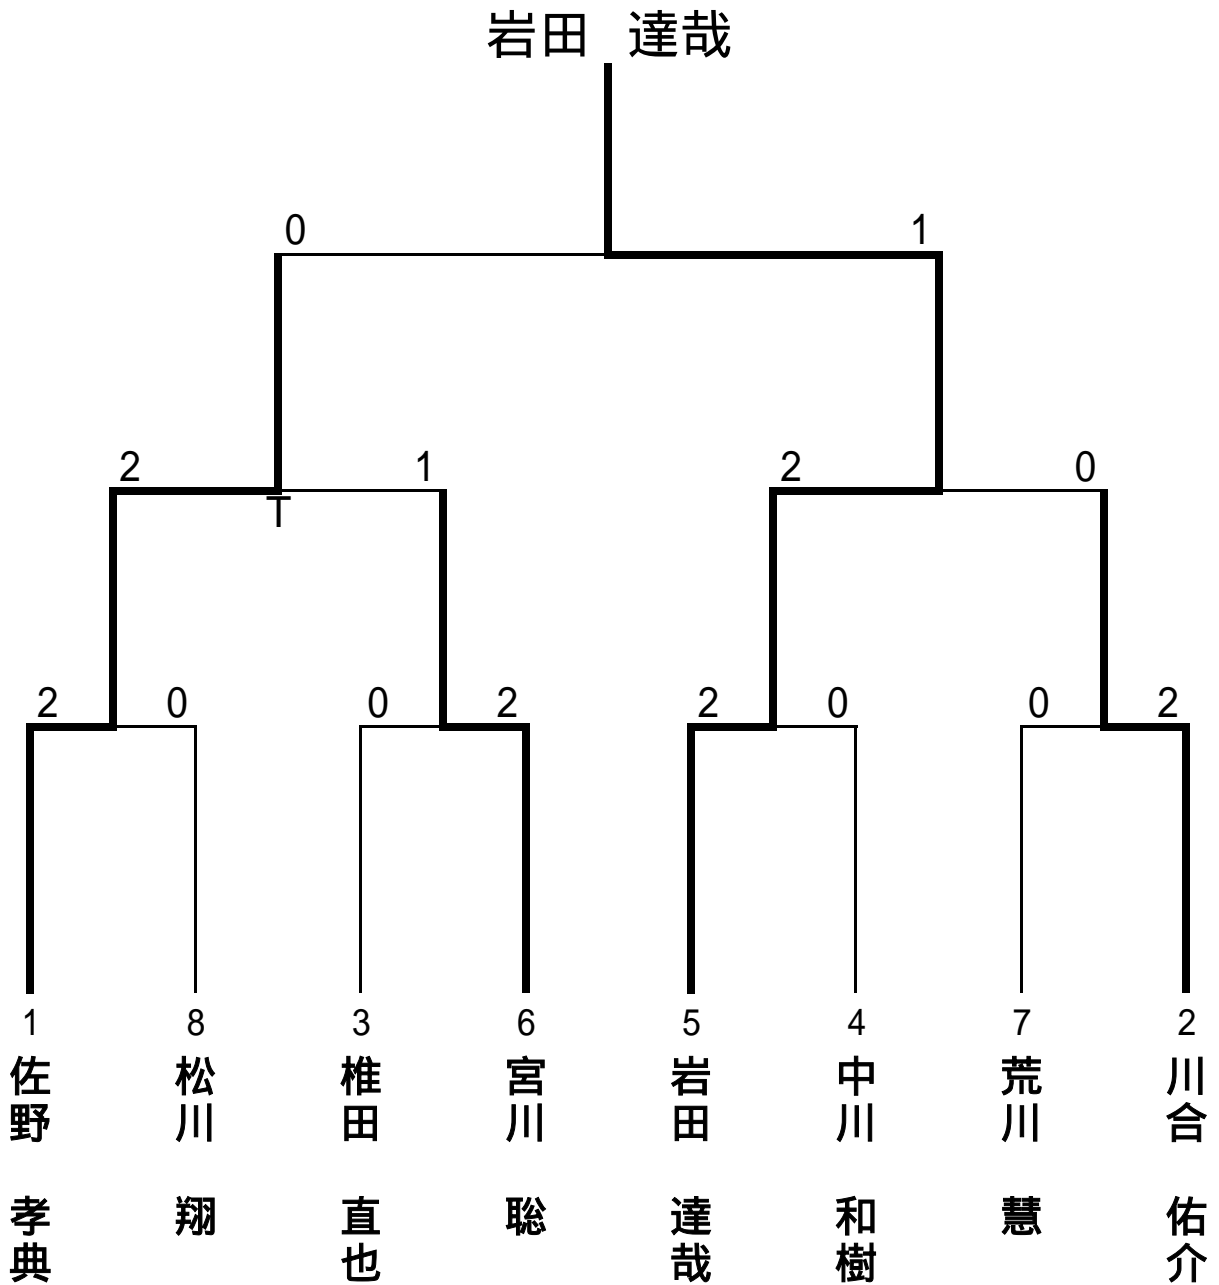 岩田 達哉
0 1
2 1 2 0
T
2 0 0 2 2 0 0 2
1 8 3 6 5 4 7 2
佐野 孝典
松川 翔
椎田 直也
宮川 聡
岩田 達哉
中川 和樹
荒川 慧
川合 佑介